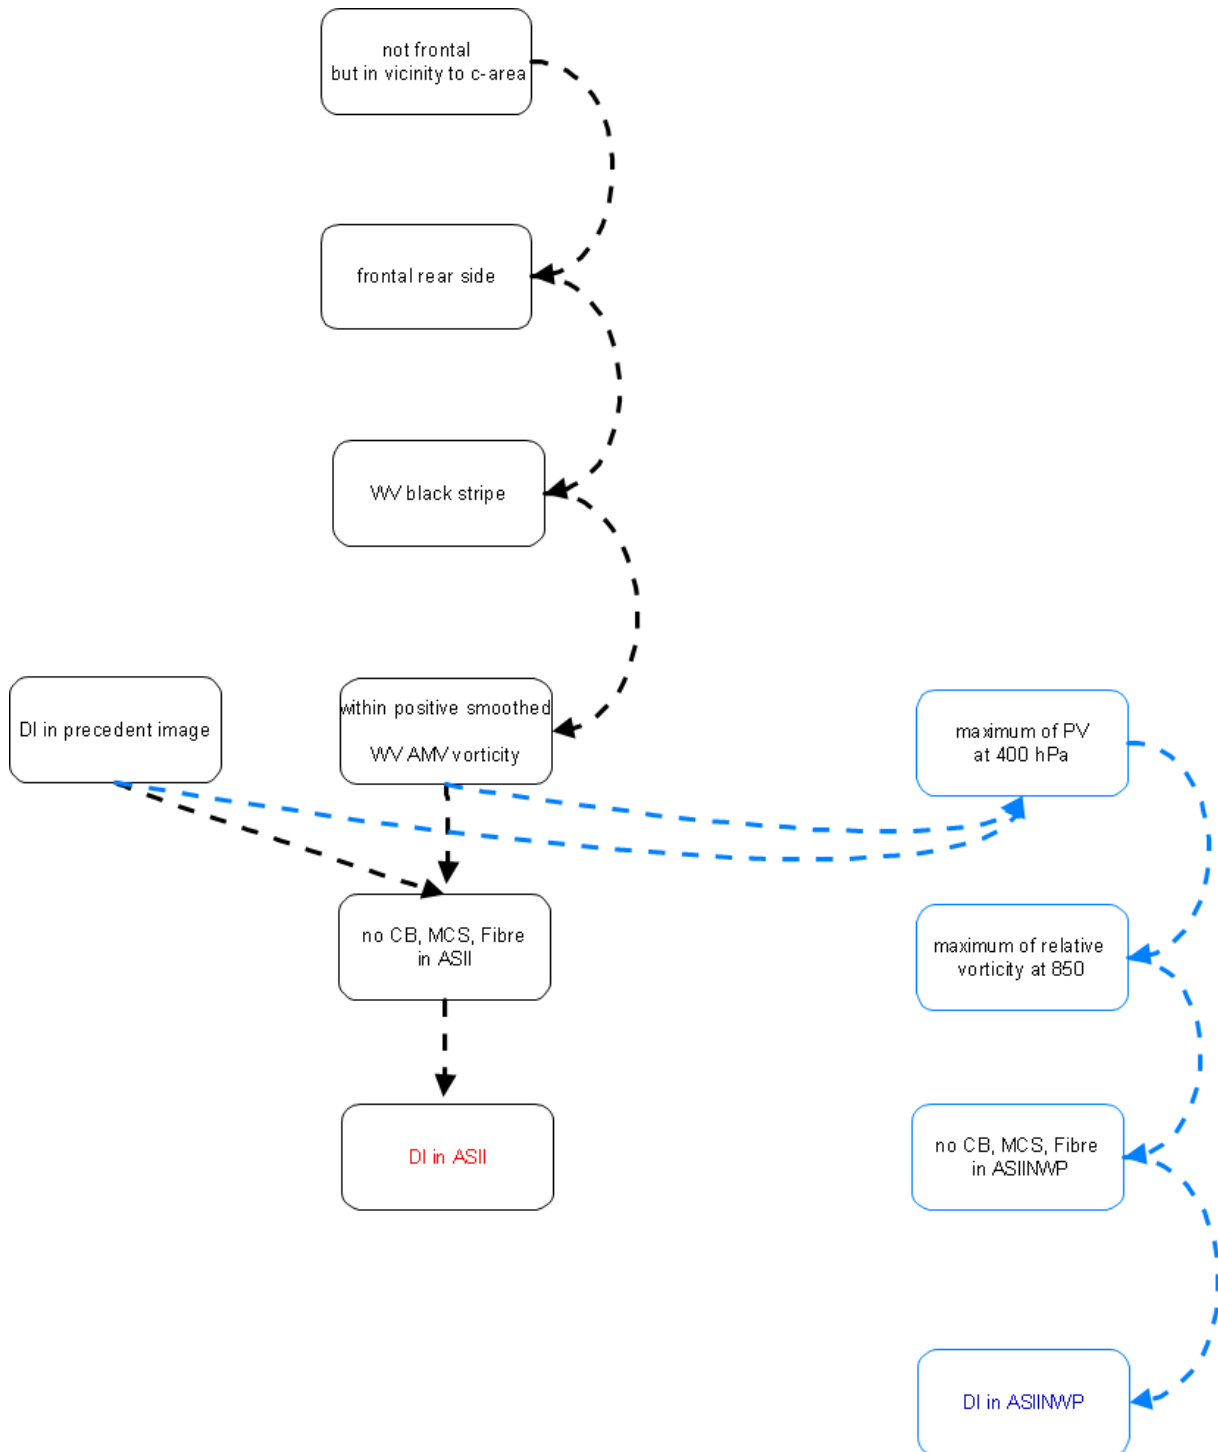 not frontal
but in vicinity to c-area
frontal rear side
WV black stripe
DI in precedent image
within positive smoothed
WV AMV vorticity
maximum of PV
at 400 hPa
no CB, MCS, Fibre
in ASII
maximum of relative
vorticity at 850
DI in ASII
no CB, MCS, Fibre
in ASIINWP
DI in ASIINWP